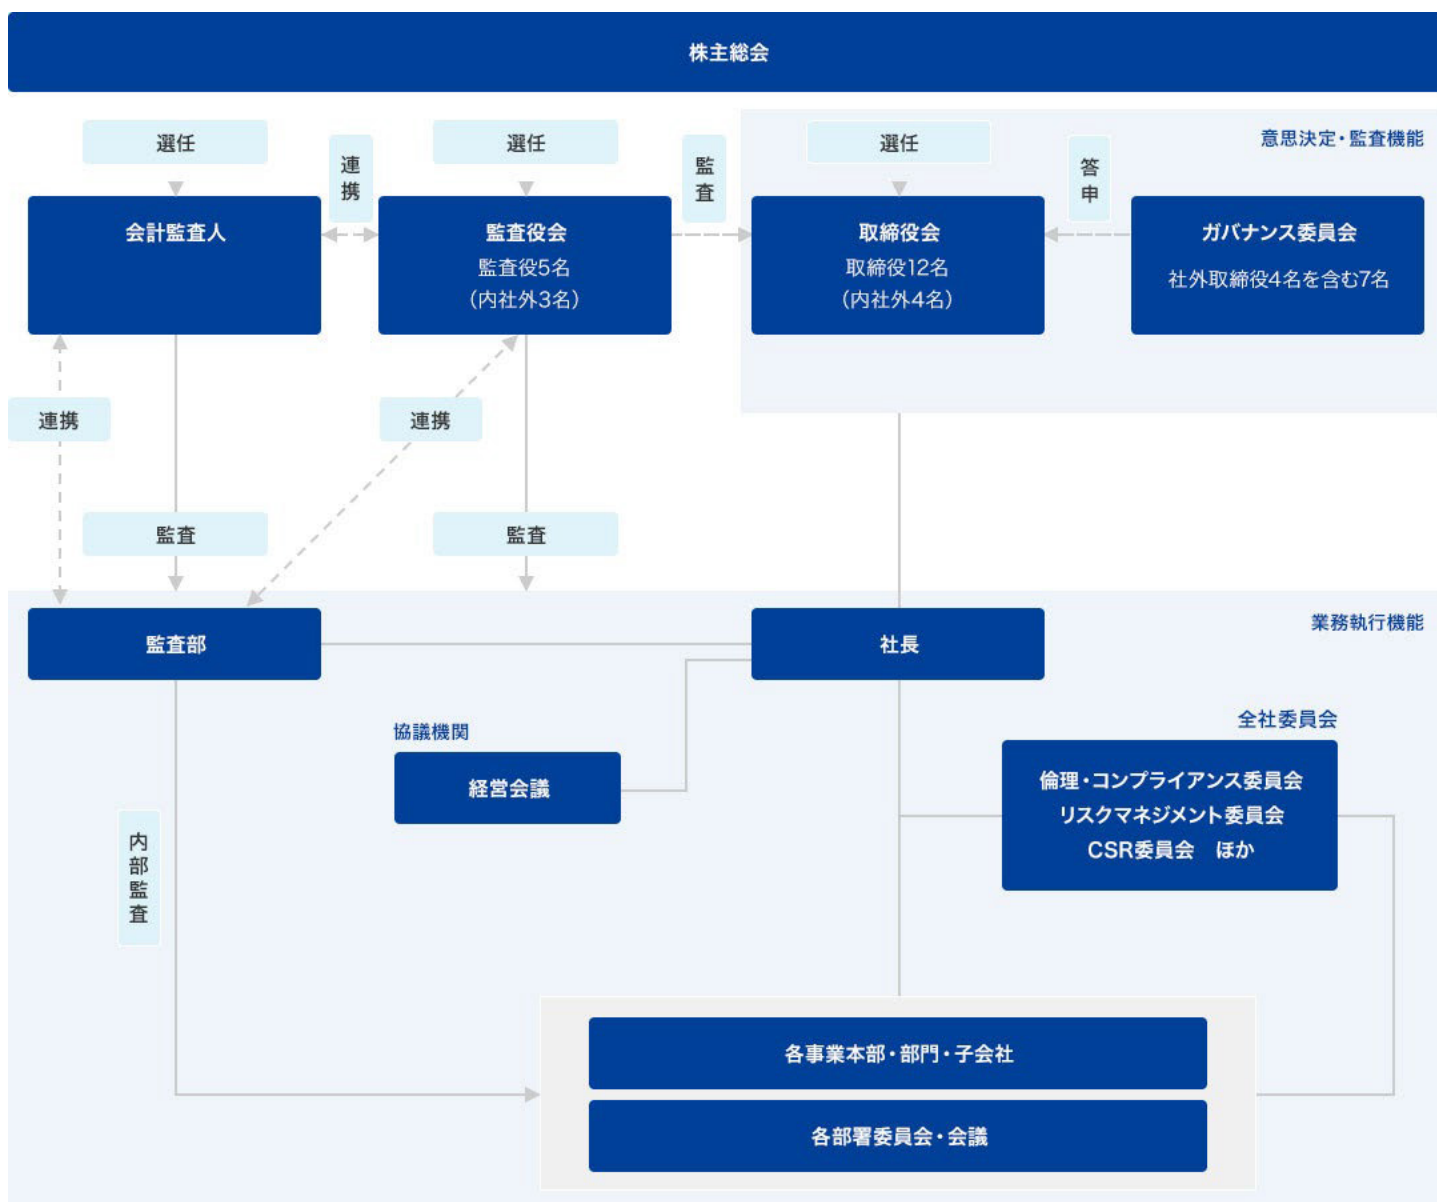 株主総会
選任
連携
選任
監査
選任
答申
意思決定・監査機能
会計監査人
監査役会
監査役5名
(内社外3名)
取締役会
取締役12名
(内社外4名)
ガバナンス委員会
社外取締役4名を含む7名
連携
連携
監査
監査
監査部
社長
業務執行機能
協議機関
経営会議
全社委員会
倫理・コンプライアンス委員会
リスクマネジメント委員会
CSR委員会　ほか
内部監査
各事業本部・部門・子会社
各部署委員会・会議